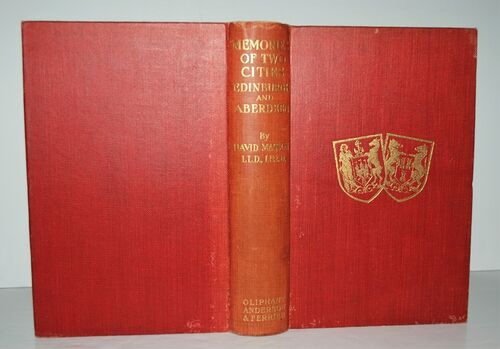 MEMORIES
OF TWO
CITIES
EDINBURGH
AND
ABERDEEN
By
DAVID MASSON
LL.D., LITT.D.
OLIPHANT
ANDERSON
& FERRIER